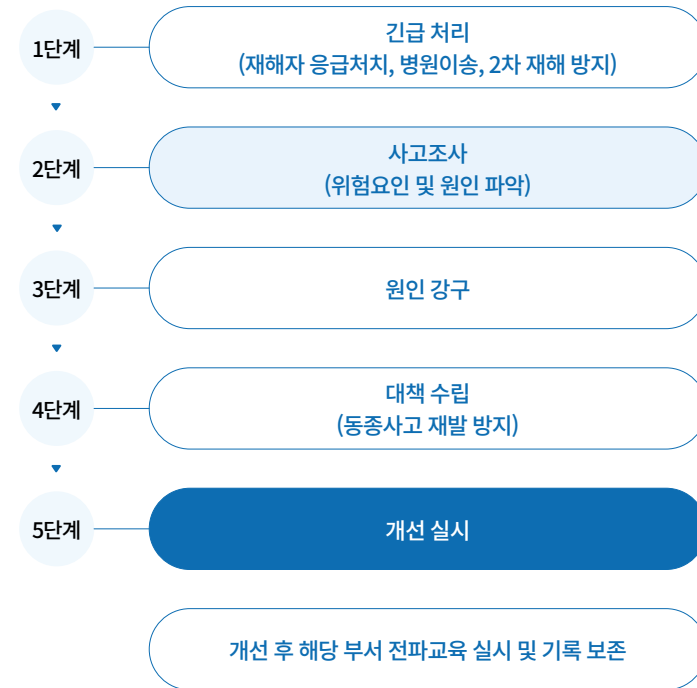 1단계
긴급 처리
(재해자 응급처치, 병원이송, 2차 재해 방지)
2단계
사고조사
(위험요인 및 원인 파악)
3단계
원인 강구
4단계
대책 수립
(동종사고 재발 방지)
5단계
개선 실시
개선 후 해당 부서 전파교육 실시 및 기록 보존